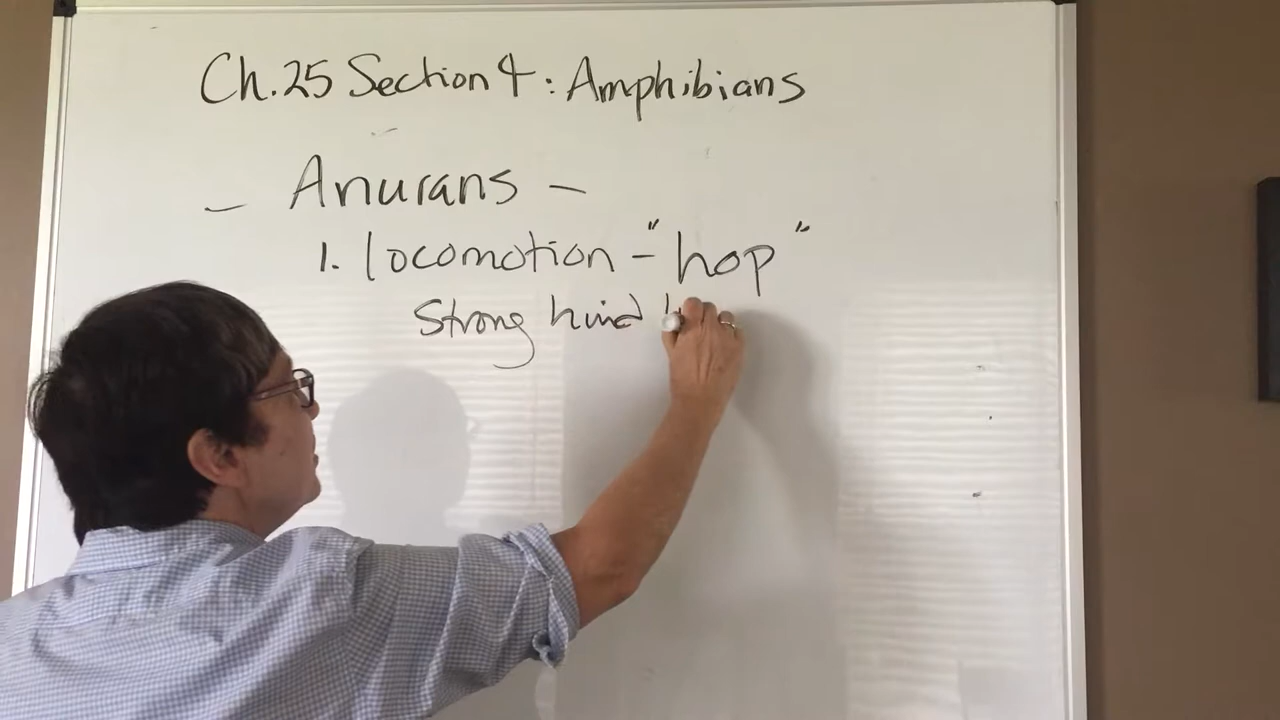 Ch.25 Section 4: Amphibians
- Anurans -
1. locomotion - "hop"
Strong hind